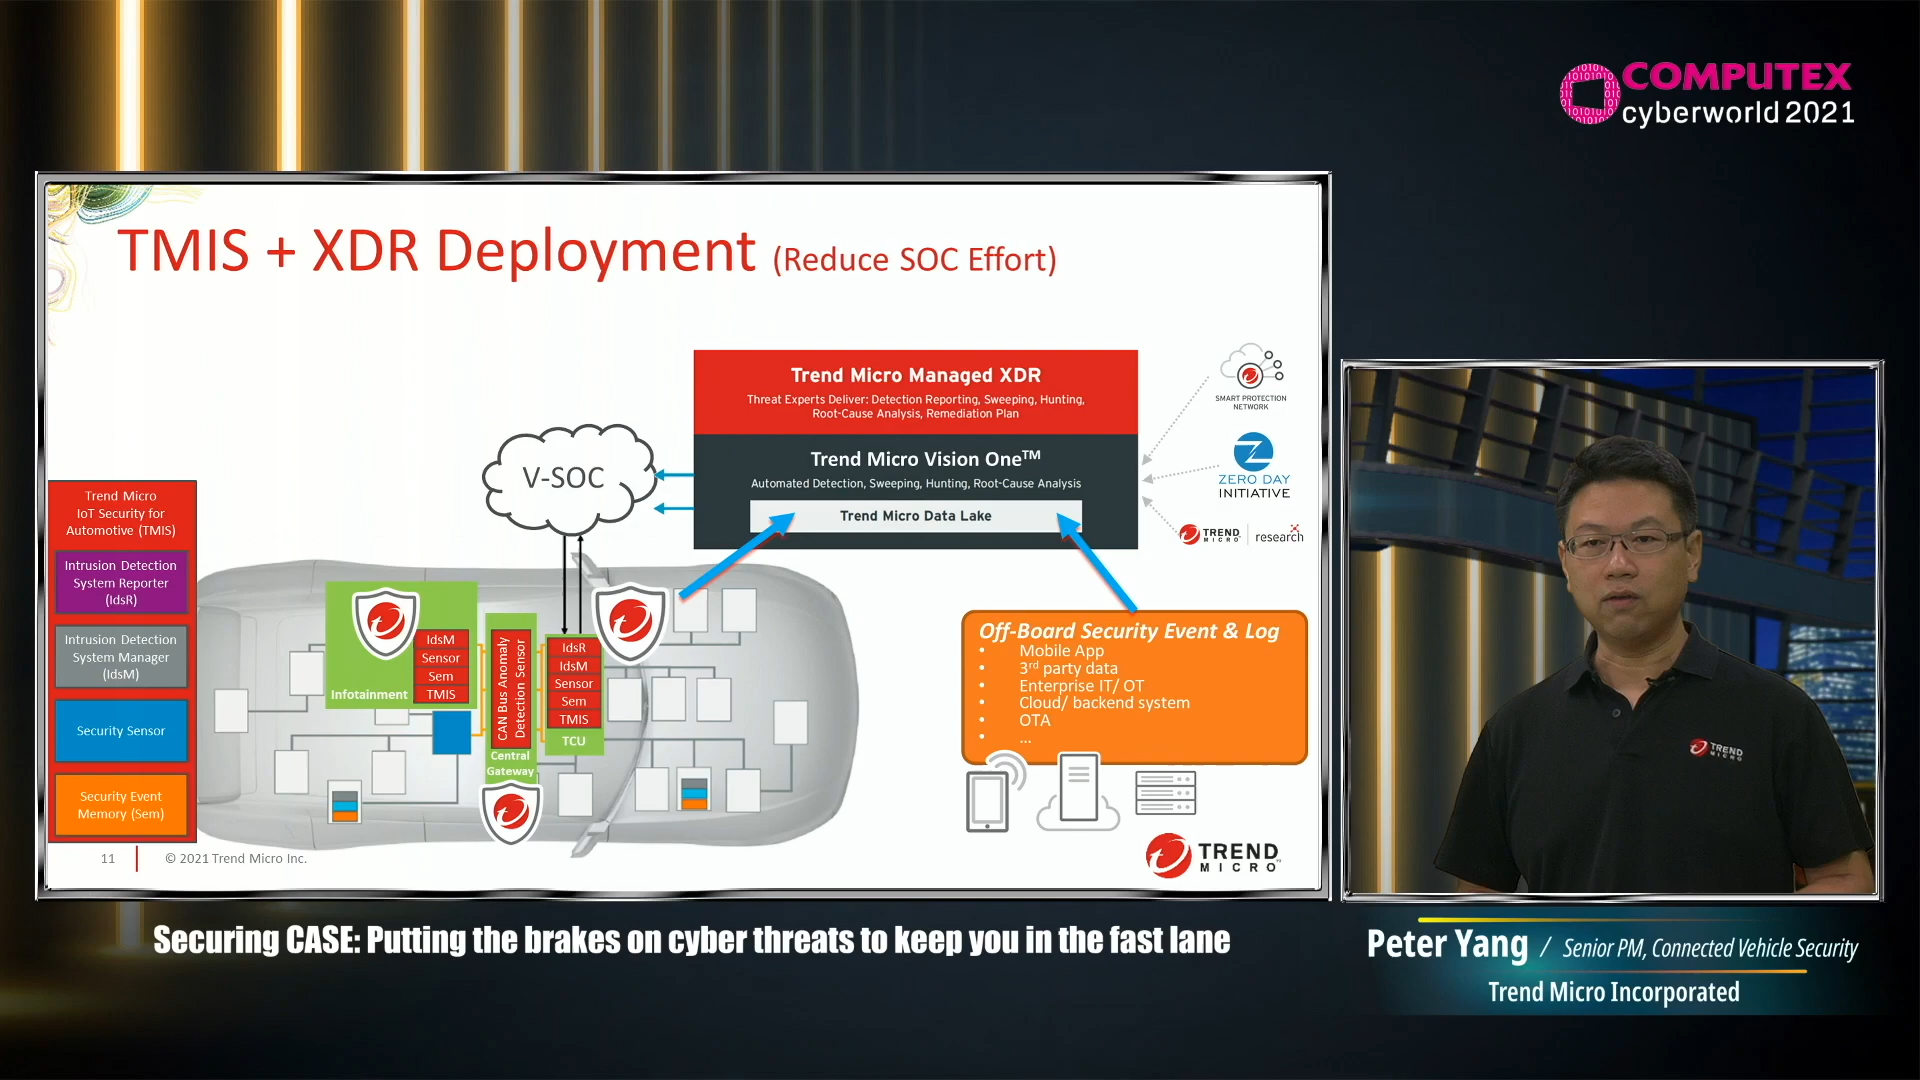 COMPUTEX
cyberworld 2021
TMIS + XDR Deployment (Reduce SOC Effort)
Trend Micro Managed XDR
Threat Experts Deliver: Detection Reporting, Sweeping, Hunting,
Root-Cause Analysis, Remediation Plan
Trend Micro Vision One™
Automated Detection, Sweeping, Hunting, Root-Cause Analysis
Trend Micro Data Lake
SMART PROTECTION
NETWORK
ZERO DAY
INITIATIVE
TREND MICRO | research
V-SOC
Trend Micro
IoT Security for
Automotive (TMIS)
Intrusion Detection
System Reporter
(IdsR)
Intrusion Detection
System Manager
(IdsM)
Security Sensor
Security Event
Memory (Sem)
IdsM
Sensor
Sem
TMIS
Infotainment
CAN Bus Anomaly
Detection Sensor
Central
Gateway
IdsR
IdsM
Sensor
Sem
TMIS
TCU
Off-Board Security Event & Log
• Mobile App
• 3rd party data
• Enterprise IT/ OT
• Cloud/ backend system
• OTA
• ...
11
© 2021 Trend Micro Inc.
TREND
MICRO™
TREND
MICRO
Securing CASE: Putting the brakes on cyber threats to keep you in the fast lane
Peter Yang / Senior PM, Connected Vehicle Security
Trend Micro Incorporated